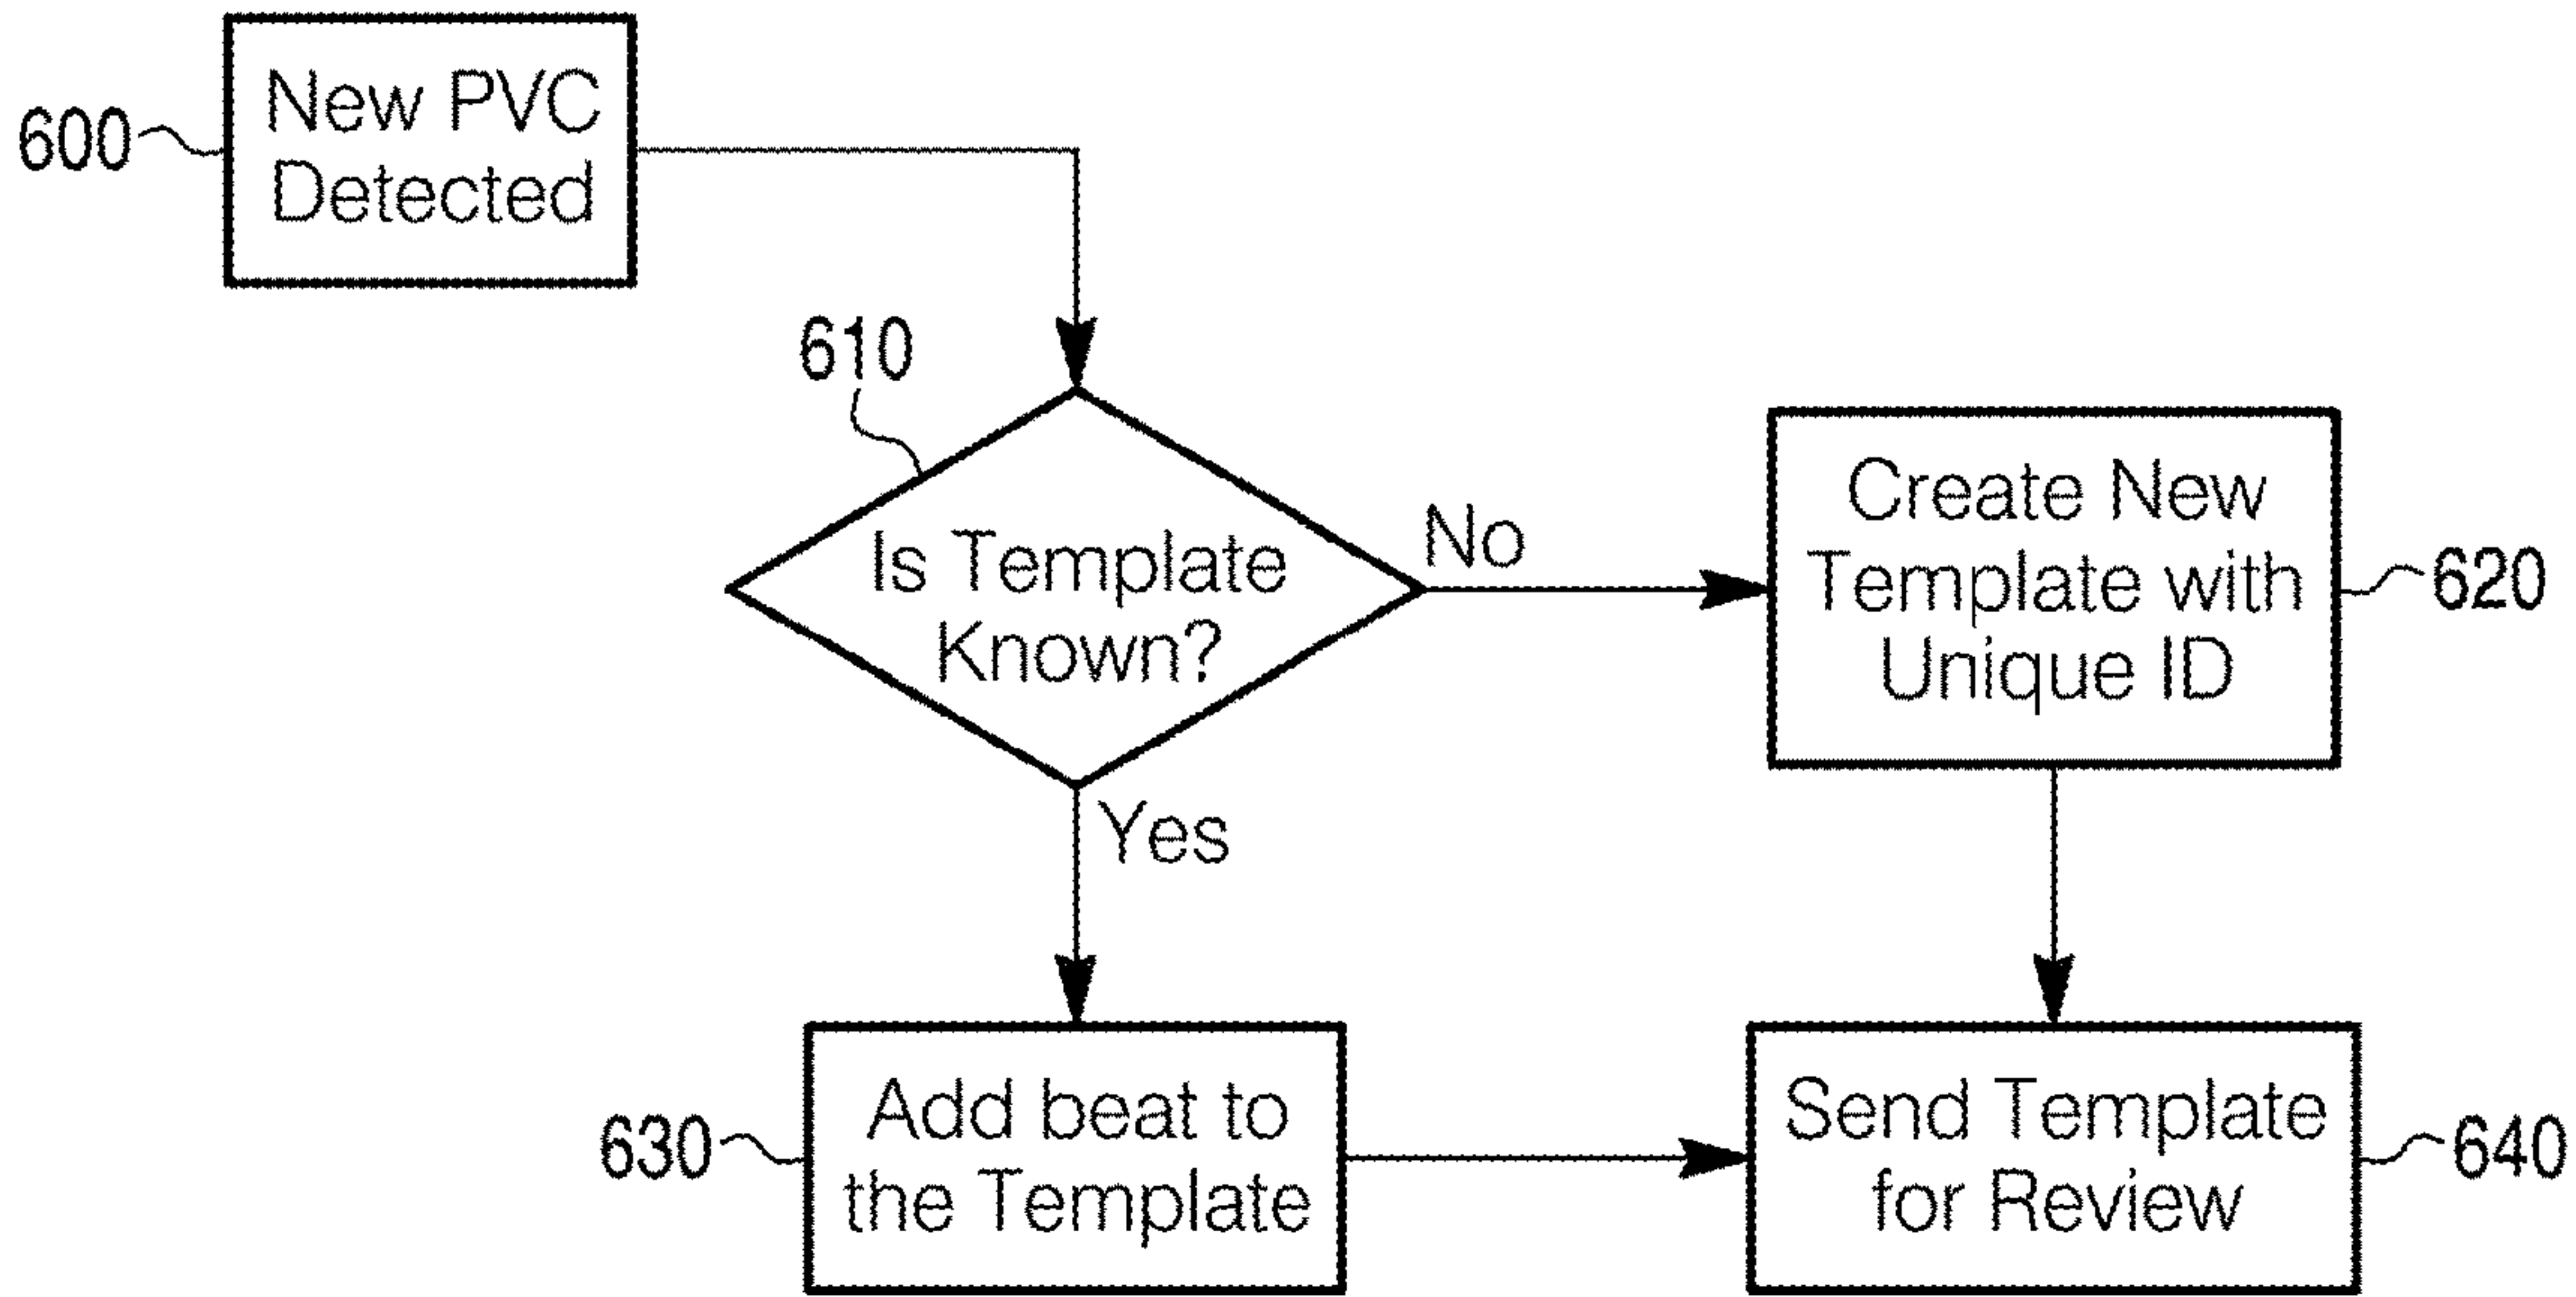 600
New PVC
Detected
610
Is Template
Known?
No
Create New
Template with
Unique ID
620
Yes
630
Add beat to
the Template
Send Template
for Review
640